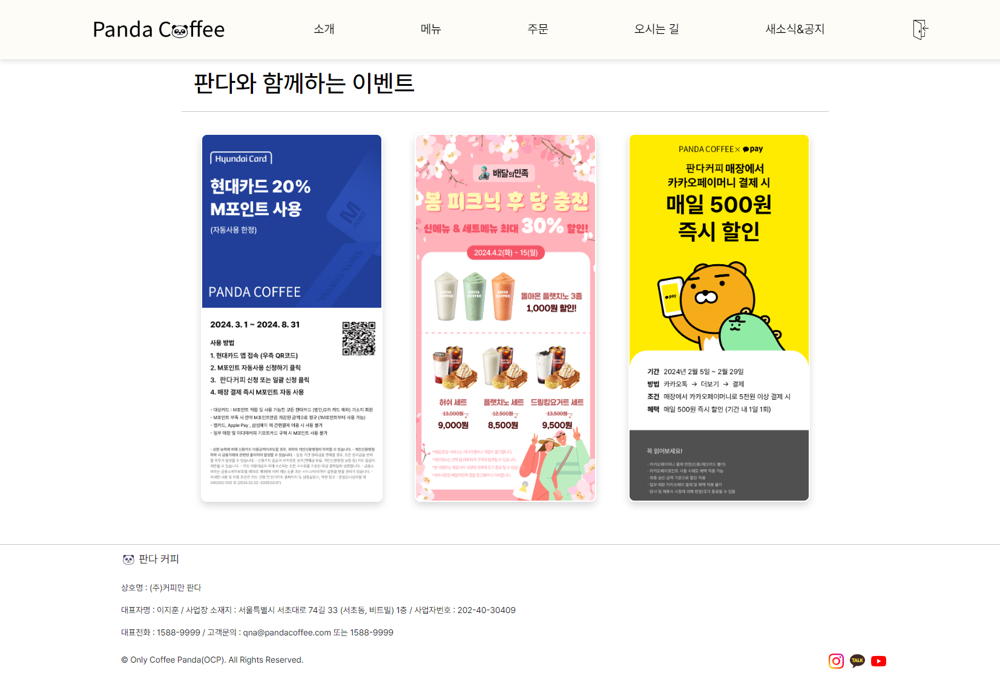 Panda Coffee
소개
메뉴
주문
오시는 길
새소식&공지
판다와 함께하는 이벤트
Hyundai Card
현대카드 20%
M포인트 사용
(자동사용 한정)
M
POINT
PANDA COFFEE
2024. 3. 1 ~ 2024. 8. 31
사용 방법
1. 현대카드 앱 접속 (우측 QR코드)
2. M포인트 자동사용 신청하기 클릭
3. 판다커피 신청 또는 일괄 신청 클릭
4. 매장 결제 즉시 M포인트 자동 사용
- 대상카드 : M포인트 적립 및 사용 가능한 모든 현대카드 (법인,Gift 카드 제외) 기소지 회원
- M포인트 부족 시 잔여 M포인트만큼 차감된 금액으로 청구 (1M포인트부터 사용 가능)
- 앱카드, Apple Pay , 삼성페이 외 간편결제 이용 시 사용 불가
- 일부 매장 및 이디야커피 기프트카드 구매 시 M포인트 사용 불가
배달의민족
봄 피크닉 후 당 충전
신메뉴 & 세트메뉴 최대 30% 할인!
2024.4.2(화) ~ 15(월)
EDIYA COFFEE
EDIYA COFFEE
EDIYA COFFEE
돌아온 플랫치노 3종
1,000원 할인!
허쉬 세트
13,000원
9,000원
플랫치노 세트
12,500원
8,500원
드링킹요거트 세트
13,500원
9,500원
PANDA COFFEE × pay
판다커피 매장에서
카카오페이머니 결제 시
매일 500원
즉시 할인
pay
기간 2024년 2월 5일 ~ 2월 29일
방법 카카오톡 → 더보기 → 결제
조건 매장에서 카카오페이머니로 5천원 이상 결제 시
혜택 매일 500원 즉시 할인 (기간 내 1일 1회)
꼭 읽어보세요!
· 카카오페이머니 결제 한정(신용/체크카드 불가)
· 카카오페이포인트 사용 시에도 혜택 적용 가능
· 최종 승인 금액 기준으로 할인 적용
· 일부 매장 카카오페이 결제 및 혜택 적용 불가
· 당사 및 제휴사 사정에 의해 변경/조기 종료될 수 있음
판다 커피
상호명 : (주)커피만 판다
대표자명 : 이지훈 / 사업장 소재지 : 서울특별시 서초대로 74길 33 (서초동, 비트빌) 1층 / 사업자번호 : 202-40-30409
대표전화 : 1588-9999 / 고객문의 : qna@pandacoffee.com 또는 1588-9999
© Only Coffee Panda(OCP). All Rights Reserved.
TALK